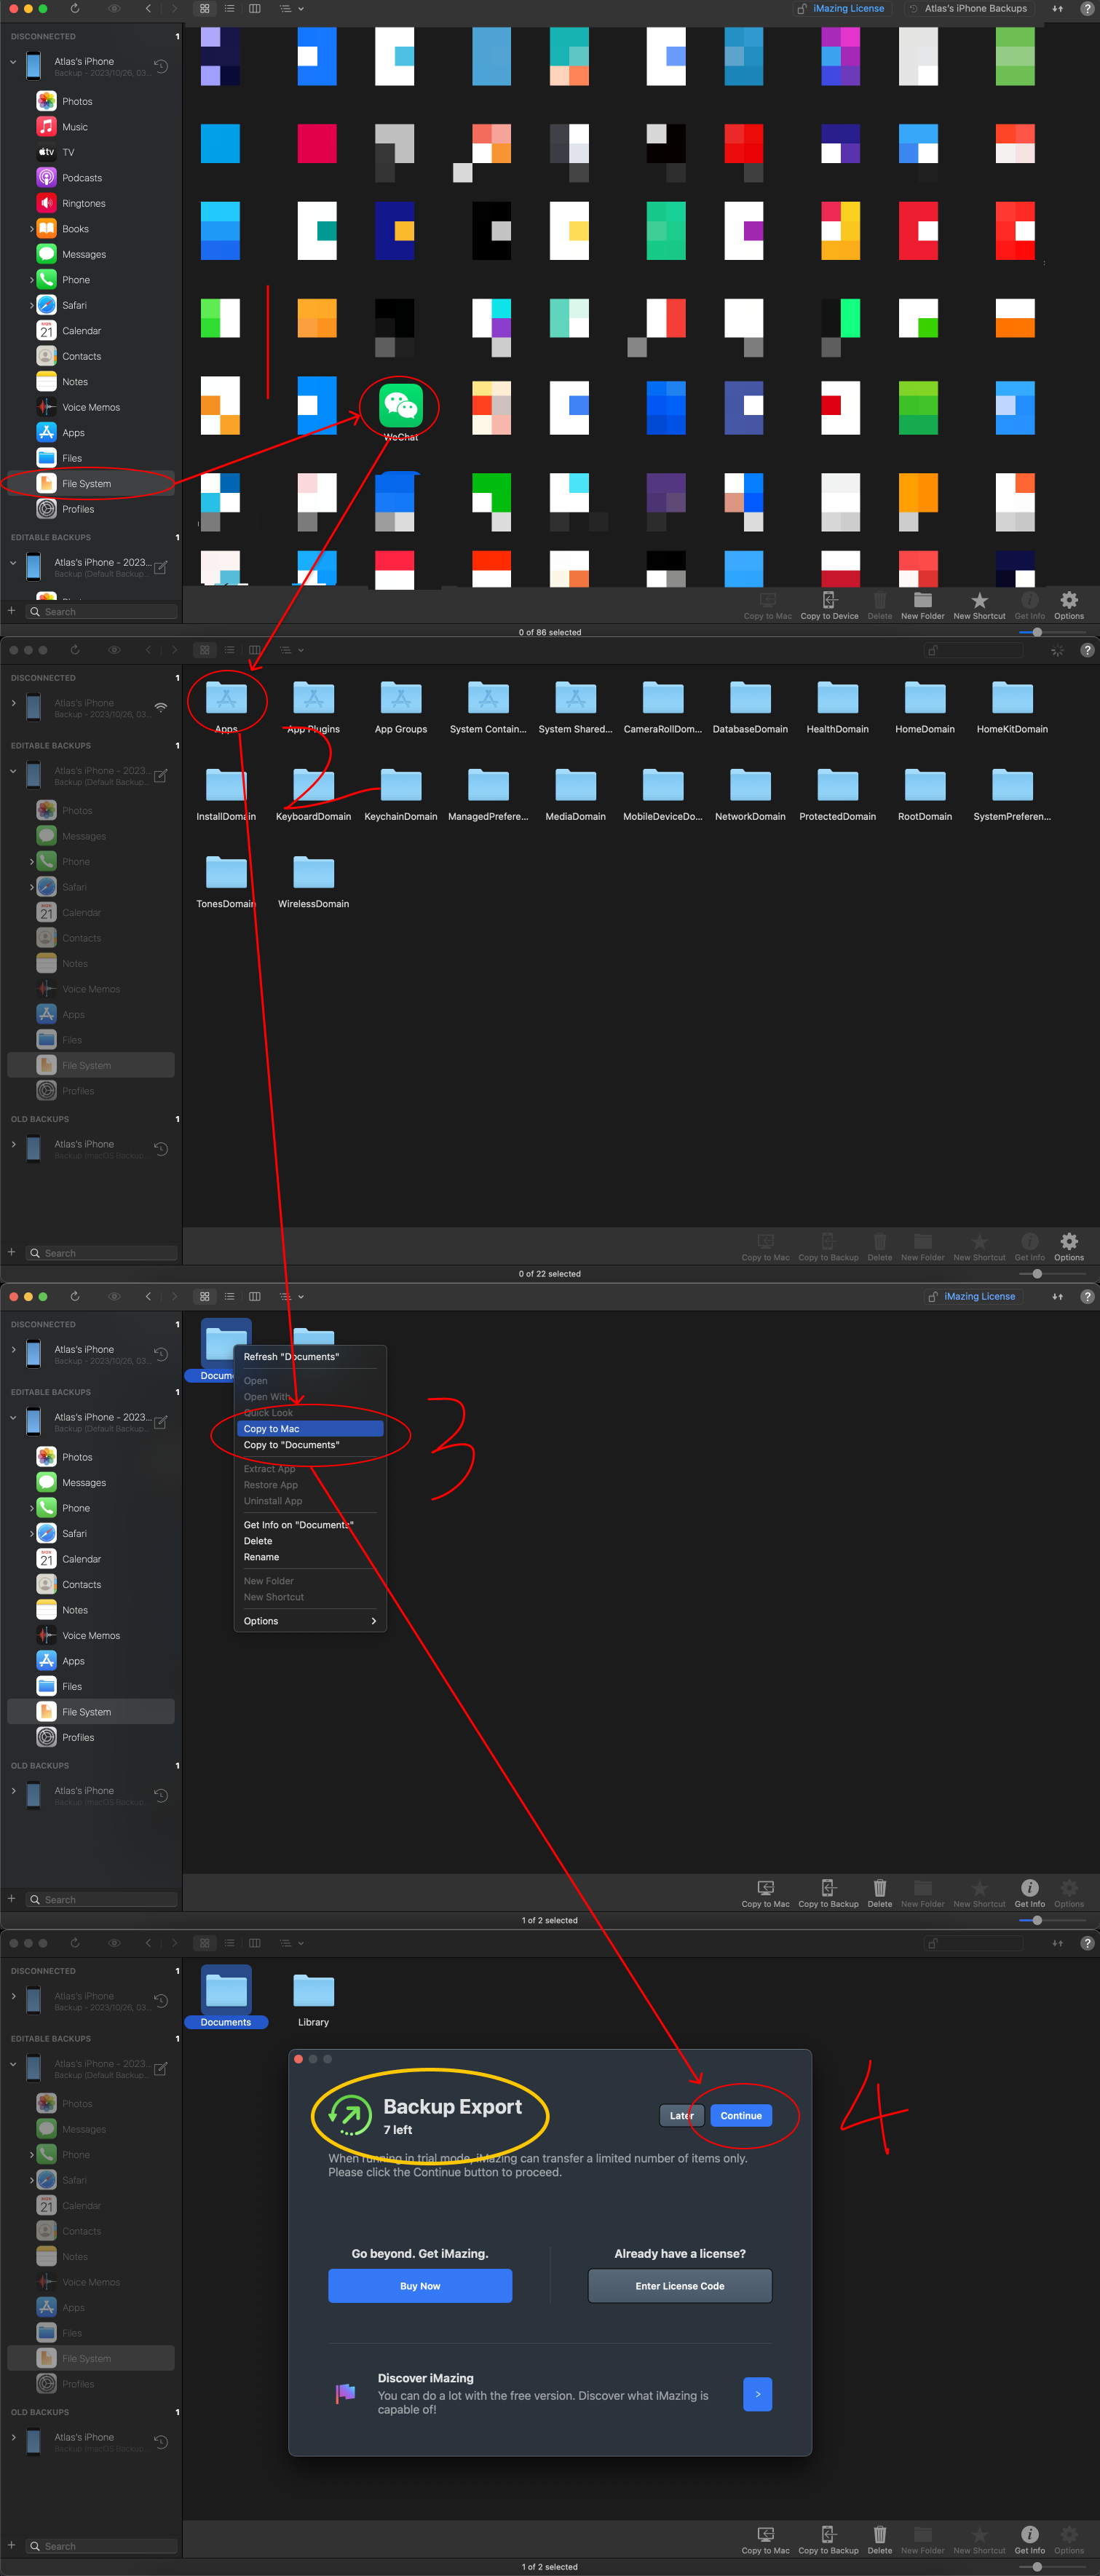 iMazing License
Atlas's iPhone Backups
DISCONNECTED 1
Atlas's iPhone
Backup - 2023/10/26, 03...
Photos
Music
TV
Podcasts
Ringtones
Books
Messages
Phone
Safari
Calendar
Contacts
Notes
Voice Memos
Apps
Files
File System
Profiles
EDITABLE BACKUPS 1
Atlas's iPhone - 2023...
Backup (Default Backup...
Search
WeChat
Copy to Mac
Copy to Device
Delete
New Folder
New Shortcut
Get Info
Options
0 of 86 selected
DISCONNECTED 1
Atlas's iPhone
Backup - 2023/10/26, 03...
EDITABLE BACKUPS 1
Atlas's iPhone - 2023...
Backup (Default Backup...
Photos
Messages
Phone
Safari
Calendar
Contacts
Notes
Voice Memos
Apps
Files
File System
Profiles
OLD BACKUPS 1
Atlas's iPhone
Backup (macOS Backup...
Search
Apps
App Plugins
App Groups
System Contain...
System Shared...
CameraRollDom...
DatabaseDomain
HealthDomain
HomeDomain
HomeKitDomain
InstallDomain
KeyboardDomain
KeychainDomain
ManagedPrefere...
MediaDomain
MobileDeviceDo...
NetworkDomain
ProtectedDomain
RootDomain
SystemPreferen...
TonesDomain
WirelessDomain
2
Copy to Mac
Copy to Backup
Delete
New Folder
New Shortcut
Get Info
Options
0 of 22 selected
iMazing License
DISCONNECTED 1
Atlas's iPhone
Backup - 2023/10/26, 03...
EDITABLE BACKUPS 1
Atlas's iPhone - 2023...
Backup (Default Backup...
Photos
Messages
Phone
Safari
Calendar
Contacts
Notes
Voice Memos
Apps
Files
File System
Profiles
OLD BACKUPS 1
Atlas's iPhone
Backup (macOS Backup...
Search
Refresh "Documents"
Open
Open With
Quick Look
Copy to Mac
Copy to "Documents"
Extract App
Restore App
Uninstall App
Get Info on "Documents"
Delete
Rename
New Folder
New Shortcut
Options
3
Copy to Mac
Copy to Backup
Delete
New Folder
New Shortcut
Get Info
Options
1 of 2 selected
DISCONNECTED 1
Atlas's iPhone
Backup - 2023/10/26, 03...
EDITABLE BACKUPS 1
Atlas's iPhone - 2023...
Backup (Default Backup...
Photos
Messages
Phone
Safari
Calendar
Contacts
Notes
Voice Memos
Apps
Files
File System
Profiles
OLD BACKUPS 1
Atlas's iPhone
Backup (macOS Backup...
Search
Documents
Library
Backup Export
7 left
Later
Continue
4
When running in trial mode, iMazing can transfer a limited number of items only.
Please click the Continue button to proceed.
Go beyond. Get iMazing.
Buy Now
Already have a license?
Enter License Code
Discover iMazing
You can do a lot with the free version. Discover what iMazing is
capable of!
Copy to Mac
Copy to Backup
Delete
New Folder
New Shortcut
Get Info
Options
1 of 2 selected